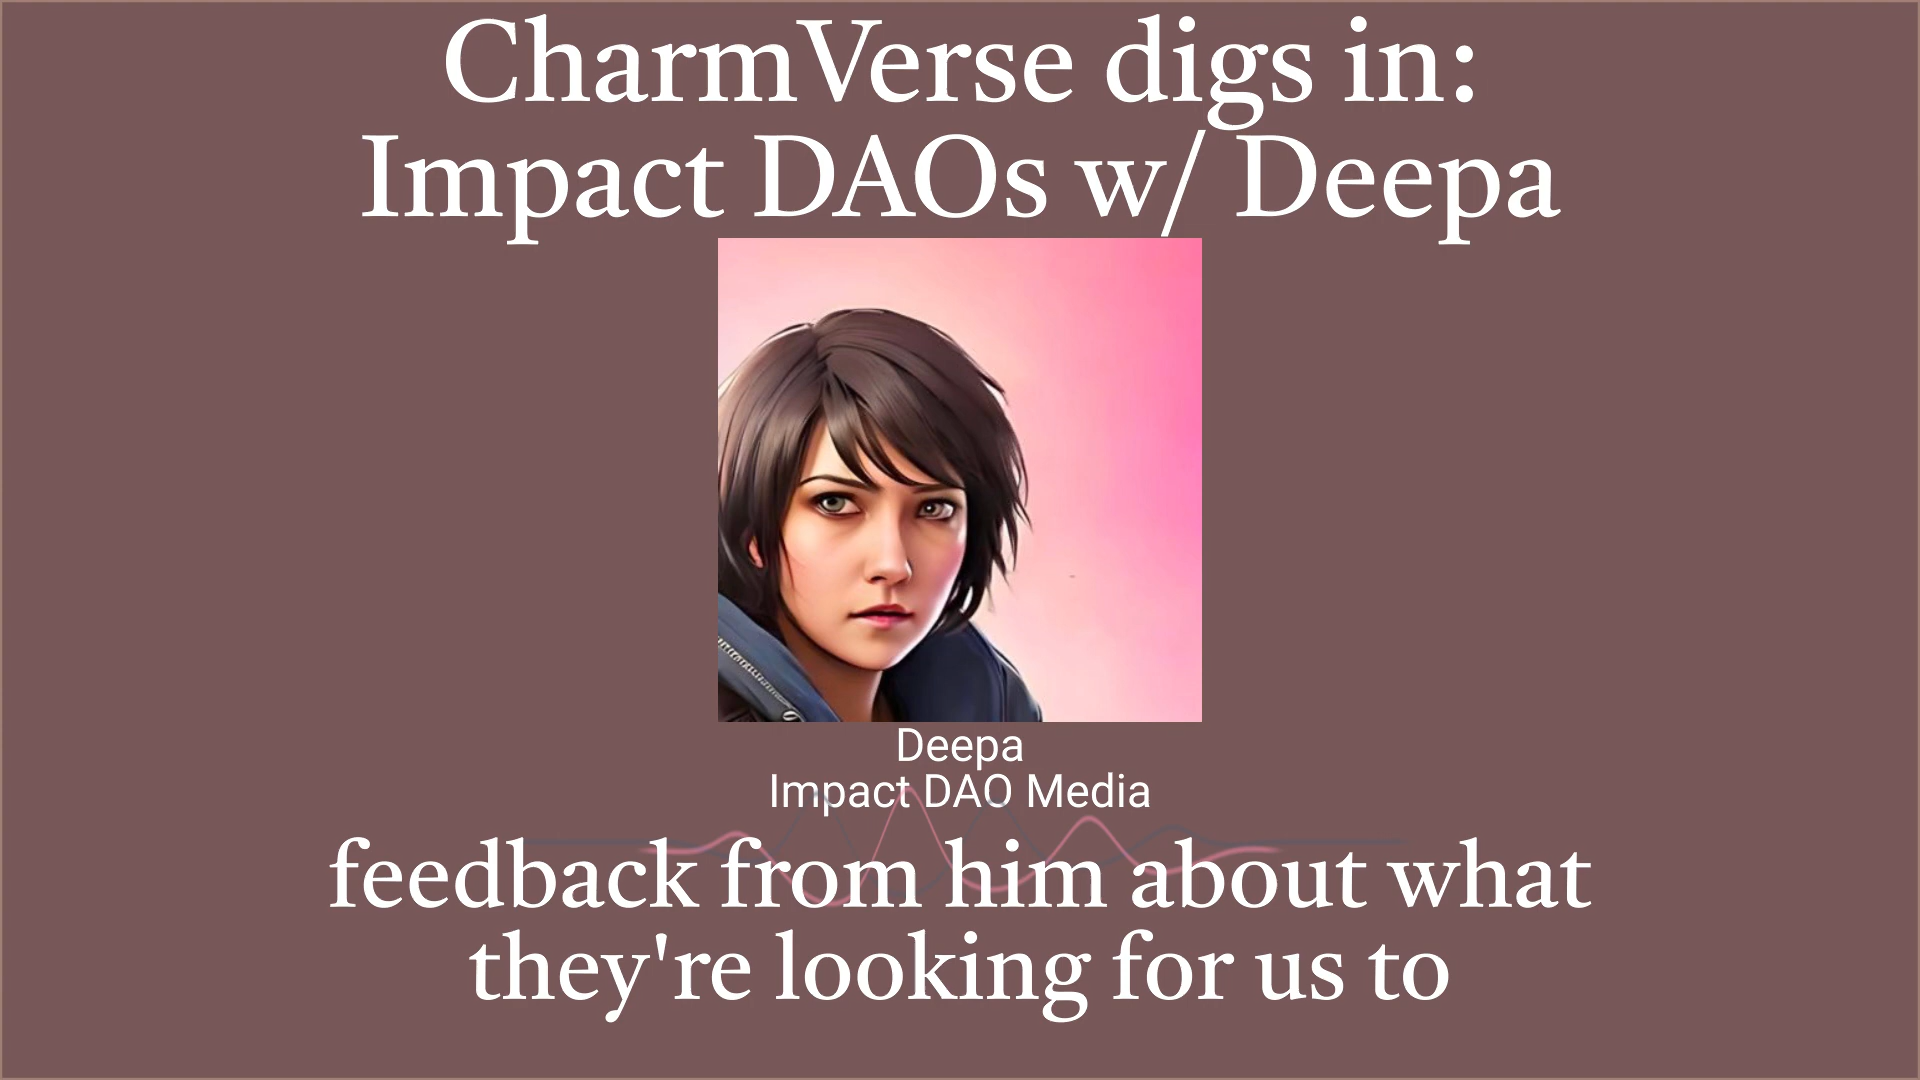 CharmVerse digs in:
Impact DAOs w/ Deepa
Deepa
Impact DAO Media
feedback from him about what
they're looking for us to